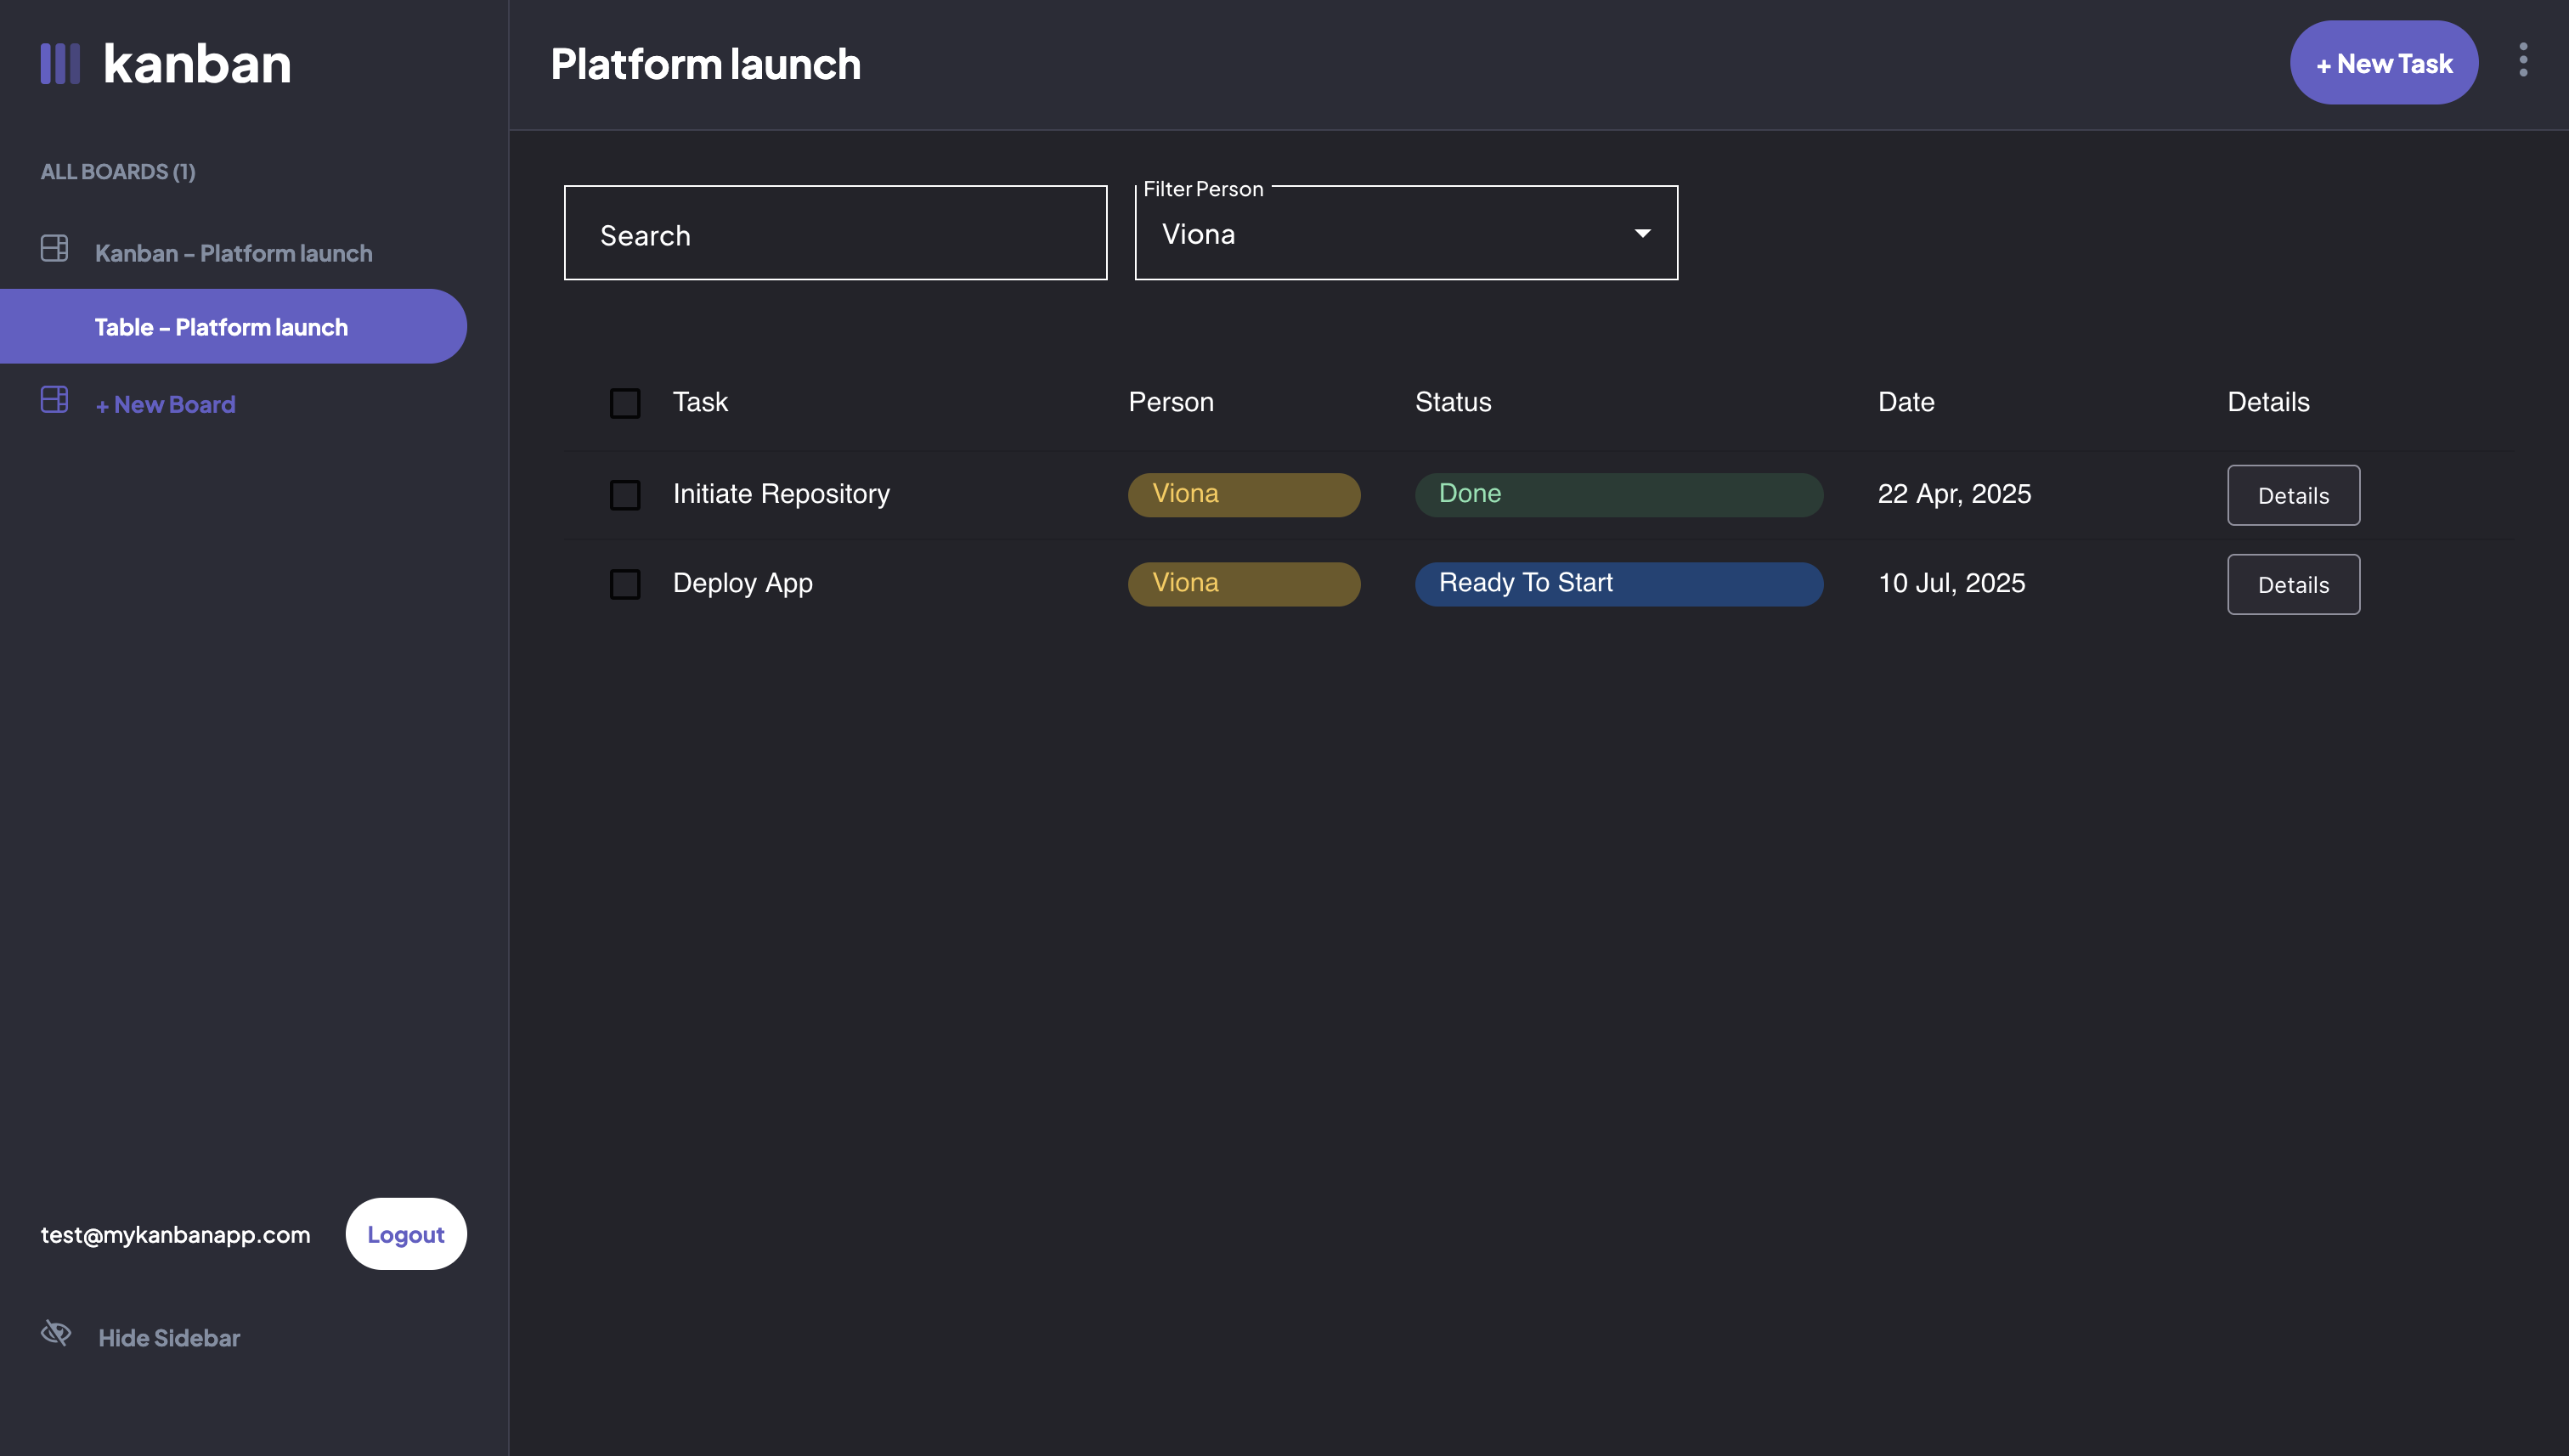 kanban
Platform launch
+ New Task
ALL BOARDS (1)
Kanban – Platform launch
Table – Platform launch
+ New Board
Search
Filter Person
Viona
Task Person Status Date Details
Initiate Repository Viona Done 22 Apr, 2025 Details
Deploy App Viona Ready To Start 10 Jul, 2025 Details
test@mykanbanapp.com Logout
Hide Sidebar